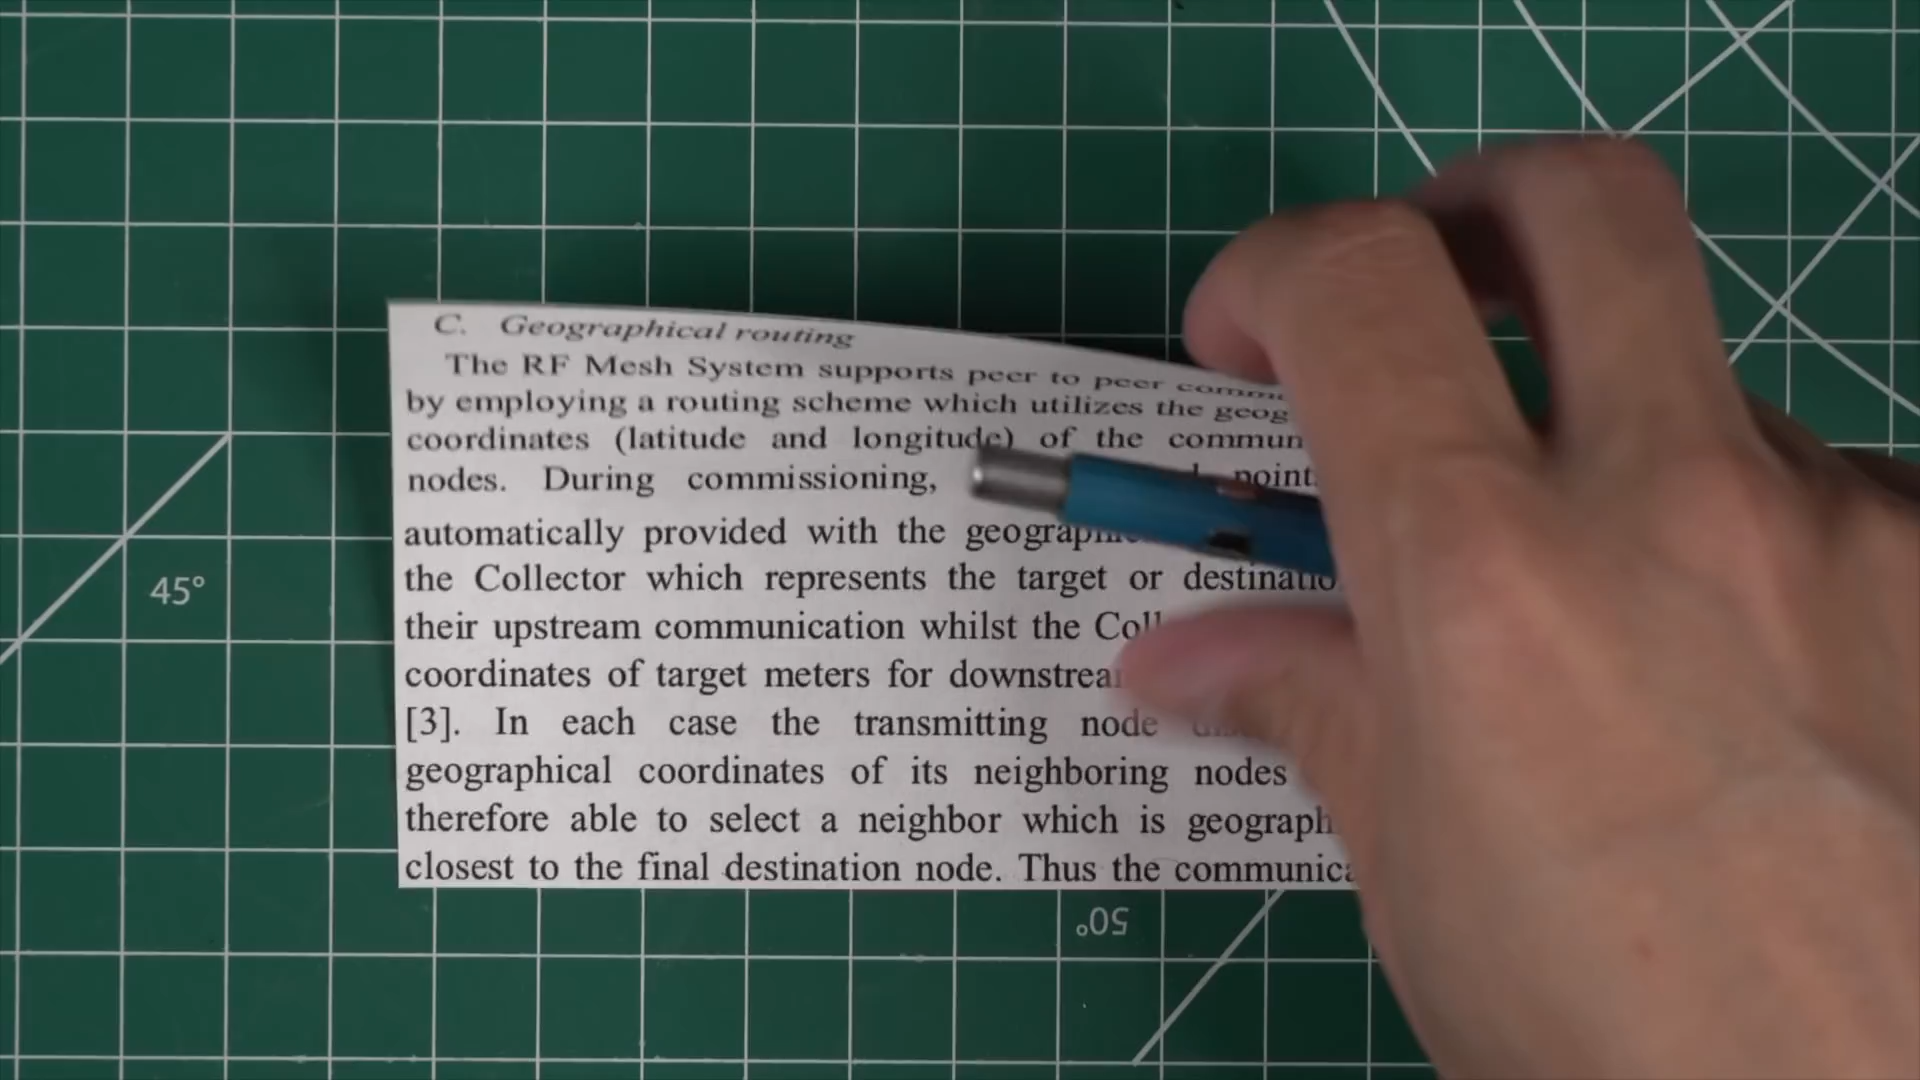 C. Geographical routing
The RF Mesh System supports peer to peer
by employing a routing scheme which utilizes the
coordinates (latitude and longitude) of the
nodes. During commissioning,
automatically provided with the
the Collector which represents the target or
their upstream communication whilst the
coordinates of target meters for
[3]. In each case the transmitting node
geographical coordinates of its neighboring nodes
therefore able to select a neighbor which is
closest to the final destination node. Thus the
45°
50°